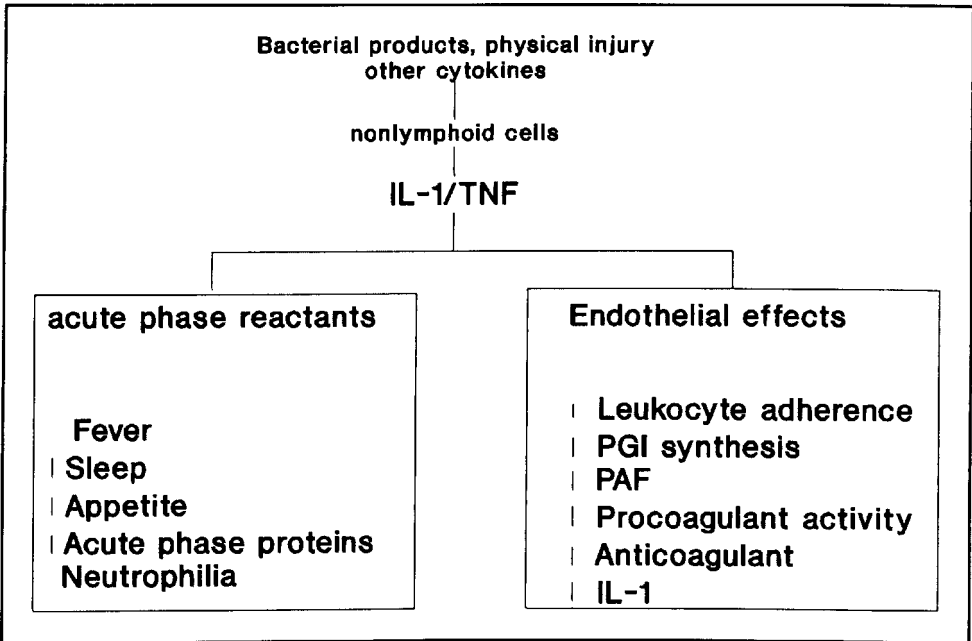 Bacterial products, physical injury
other cytokines
nonlymphoid cells
IL-1/TNF
acute phase reactants
Fever
Sleep
Appetite
Acute phase proteins
Neutrophilia
Endothelial effects
Leukocyte adherence
PGI synthesis
PAF
Procoagulant activity
Anticoagulant
IL-1